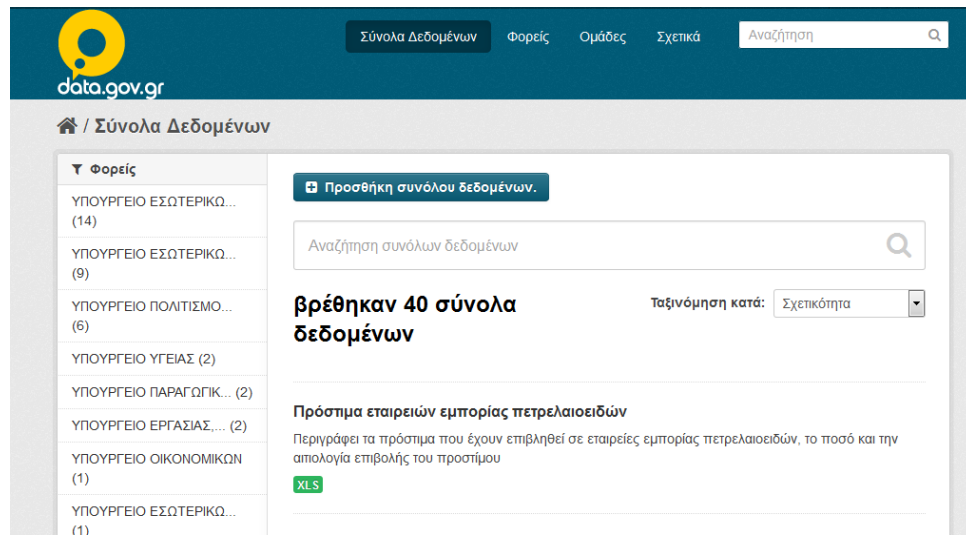 Σύνολα Δεδομένων Φορείς Ομάδες Σχετικά Αναζήτηση
data.gov.gr
/ Σύνολα Δεδομένων
Φορείς
ΥΠΟΥΡΓΕΙΟ ΕΣΩΤΕΡΙΚΩ...
(14)
ΥΠΟΥΡΓΕΙΟ ΕΣΩΤΕΡΙΚΩ...
(9)
ΥΠΟΥΡΓΕΙΟ ΠΟΛΙΤΙΣΜΟ...
(6)
ΥΠΟΥΡΓΕΙΟ ΥΓΕΙΑΣ (2)
ΥΠΟΥΡΓΕΙΟ ΠΑΡΑΓΩΓΙΚ... (2)
ΥΠΟΥΡΓΕΙΟ ΕΡΓΑΣΙΑΣ,... (2)
ΥΠΟΥΡΓΕΙΟ ΟΙΚΟΝΟΜΙΚΩΝ
(1)
ΥΠΟΥΡΓΕΙΟ ΕΣΩΤΕΡΙΚΩ...
(1)
Προσθήκη συνόλου δεδομένων.
Αναζήτηση συνόλων δεδομένων
βρέθηκαν 40 σύνολα
δεδομένων
Ταξινόμηση κατά: Σχετικότητα
Πρόστιμα εταιρειών εμπορίας πετρελαιοειδών
Περιγράφει τα πρόστιμα που έχουν επιβληθεί σε εταιρείες εμπορίας πετρελαιοειδών, το ποσό και την
αιτιολογία επιβολής του προστίμου
XLS